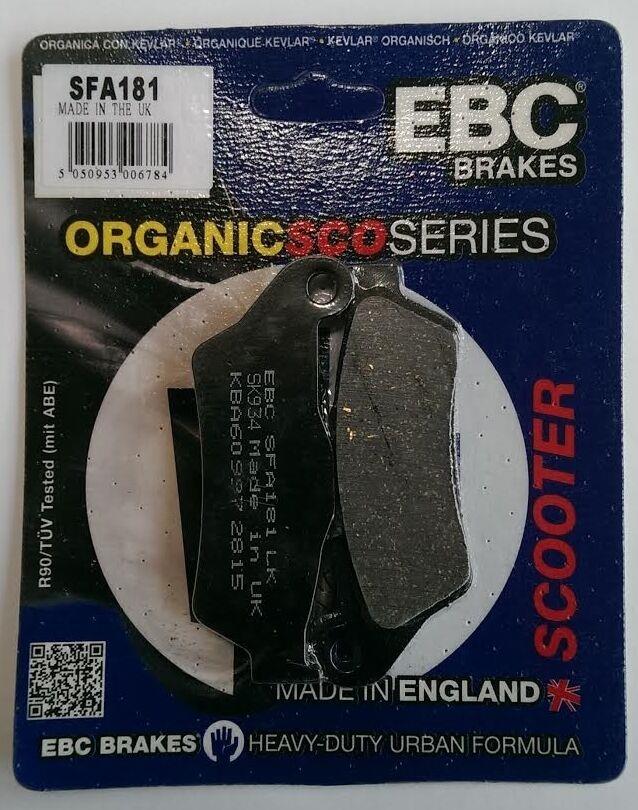 ORGANICA CON KEVLAR® • ORGANIQUE-KEVLAR® • KEVLAR® ORGANISCH • ORGANICO KEVLAR®
SFA181
MADE IN THE UK
5 050953 006784
EBC®
BRAKES
ORGANICSCOSERIES
R90/TÜV Tested (mit ABE)
EBC SFA181 LK
SK934 Made in UK
KBA60997 2815
SCOOTER
MADE IN ENGLAND
EBC BRAKES HEAVY-DUTY URBAN FORMULA